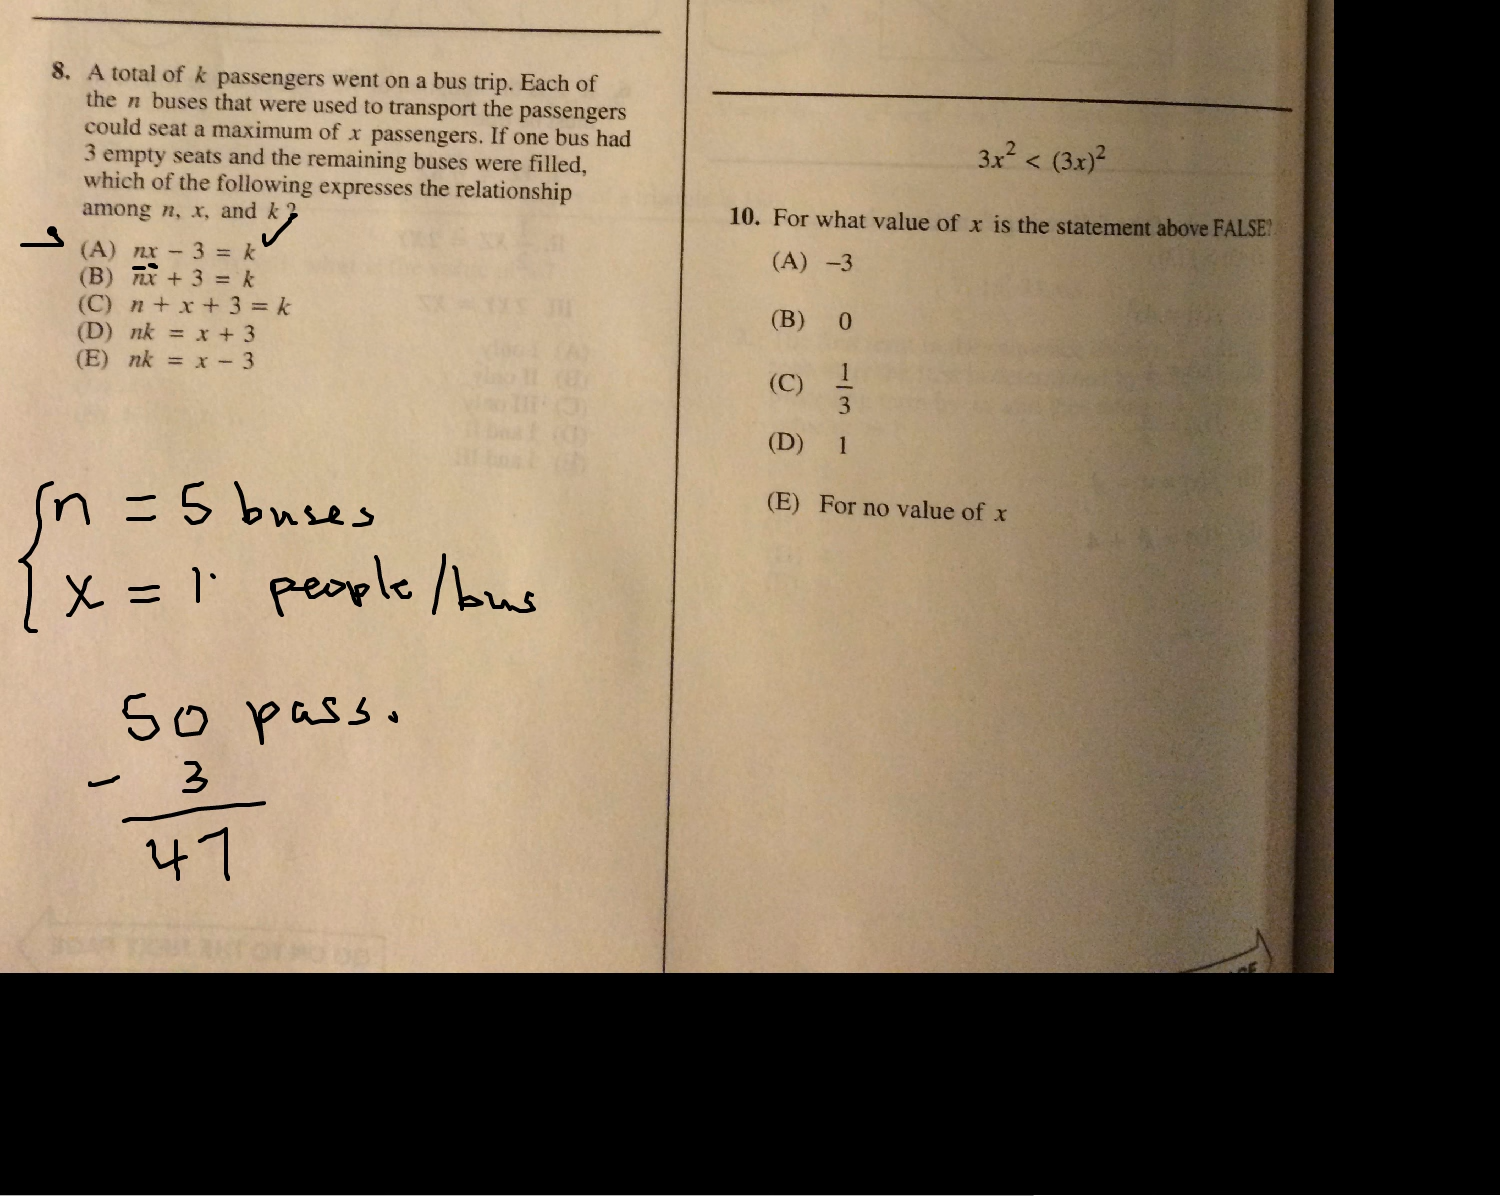 8. A total of k passengers went on a bus trip. Each of
the n buses that were used to transport the passengers
could seat a maximum of x passengers. If one bus had
3 empty seats and the remaining buses were filled,
which of the following expresses the relationship
among n, x, and k ?
(A) nx − 3 = k
(B) nx + 3 = k
(C) n + x + 3 = k
(D) nk = x + 3
(E) nk = x − 3
n = 5 buses
x = 1 people/bus
50 pass.
− 3
47
3x² < (3x)²
10. For what value of x is the statement above FALSE?
(A) −3
(B) 0
(C) 1/3
(D) 1
(E) For no value of x